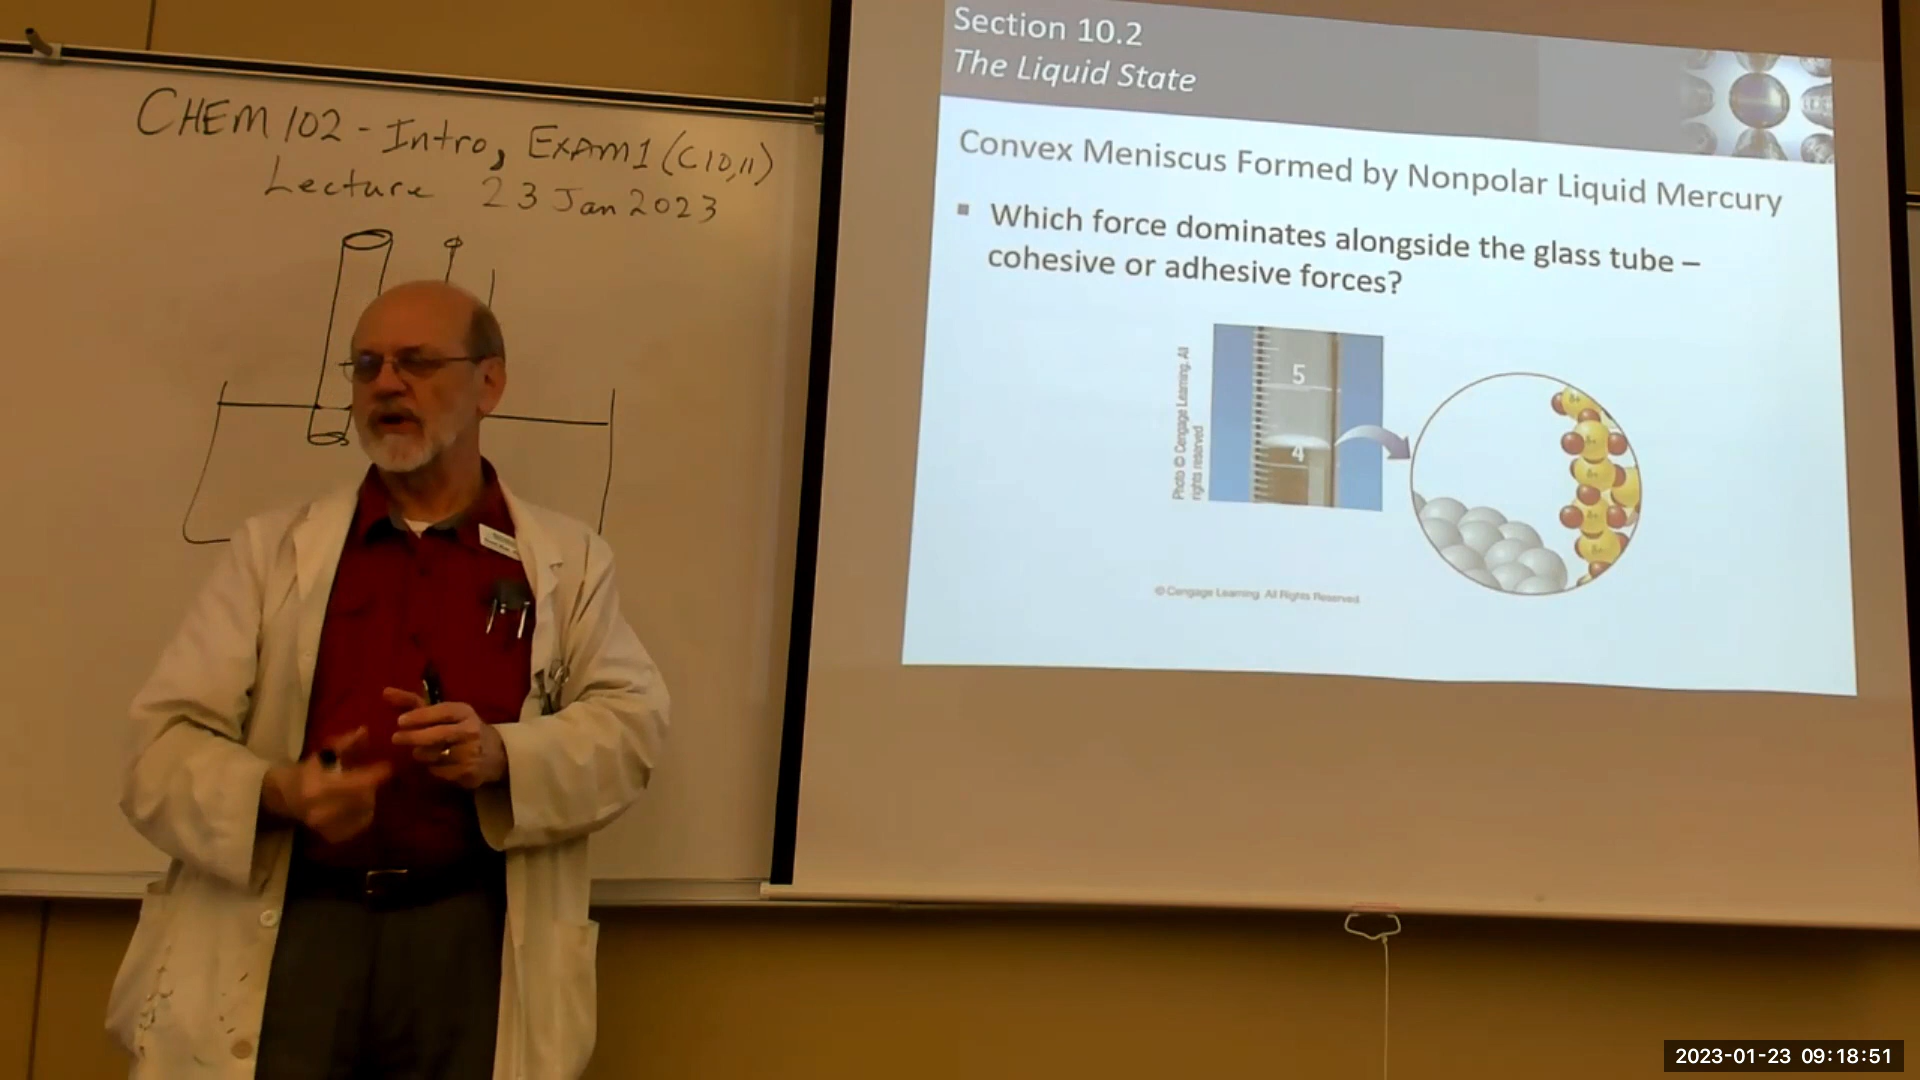 CHEM 102 - Intro, EXAM1 (C10,11)
Lecture 23 Jan 2023
Section 10.2
The Liquid State
Convex Meniscus Formed by Nonpolar Liquid Mercury
▪ Which force dominates alongside the glass tube –
cohesive or adhesive forces?
Photo © Cengage Learning. All
rights reserved
5
4
δ+
δ+
δ+
δ+
δ+
© Cengage Learning. All Rights Reserved.
2023-01-23 09:18:51